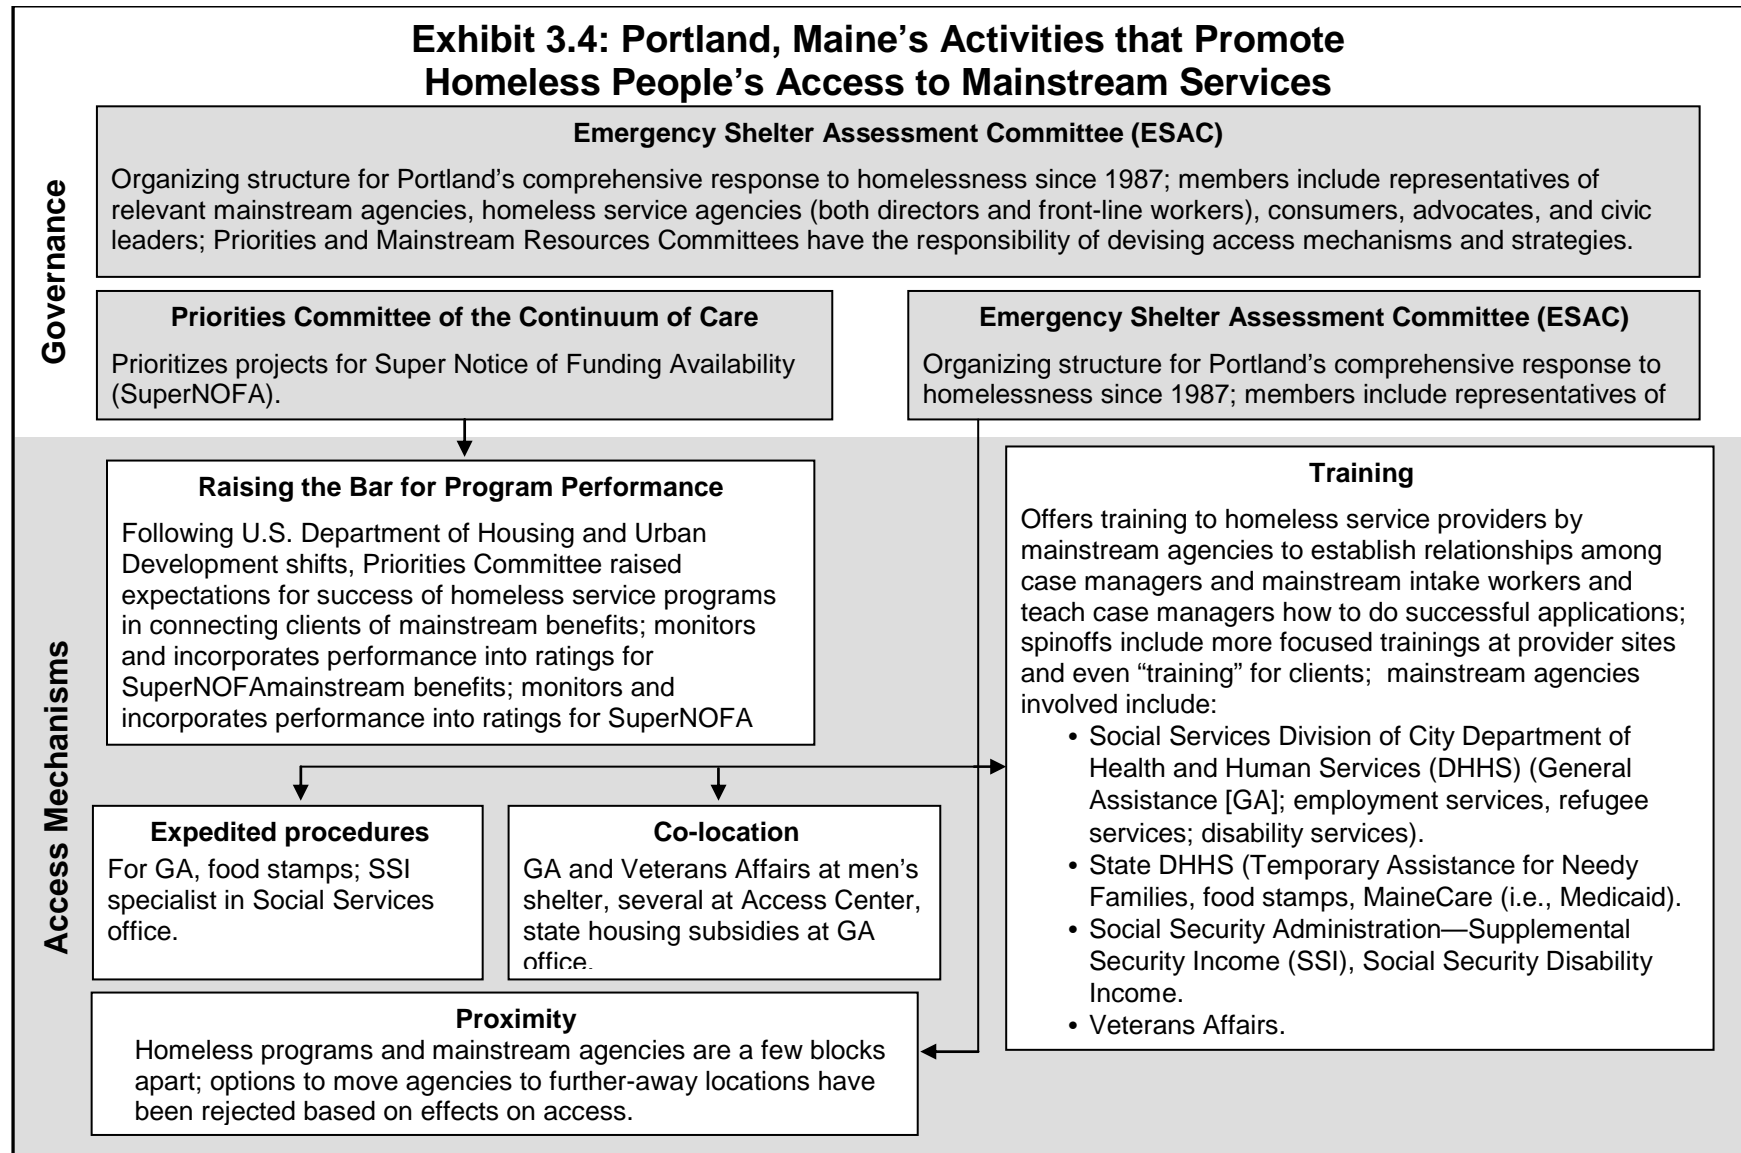 Exhibit 3.4: Portland, Maine’s Activities that Promote
Homeless People’s Access to Mainstream Services
Governance
Emergency Shelter Assessment Committee (ESAC)
Organizing structure for Portland’s comprehensive response to homelessness since 1987; members include representatives of
relevant mainstream agencies, homeless service agencies (both directors and front-line workers), consumers, advocates, and civic
leaders; Priorities and Mainstream Resources Committees have the responsibility of devising access mechanisms and strategies.
Priorities Committee of the Continuum of Care
Prioritizes projects for Super Notice of Funding Availability
(SuperNOFA).
Emergency Shelter Assessment Committee (ESAC)
Organizing structure for Portland’s comprehensive response to
homelessness since 1987; members include representatives of
Access Mechanisms
Raising the Bar for Program Performance
Following U.S. Department of Housing and Urban
Development shifts, Priorities Committee raised
expectations for success of homeless service programs
in connecting clients of mainstream benefits; monitors
and incorporates performance into ratings for
SuperNOFAmainstream benefits; monitors and
incorporates performance into ratings for SuperNOFA
Training
Offers training to homeless service providers by
mainstream agencies to establish relationships among
case managers and mainstream intake workers and
teach case managers how to do successful applications;
spinoffs include more focused trainings at provider sites
and even “training” for clients;  mainstream agencies
involved include:
• Social Services Division of City Department of
Health and Human Services (DHHS) (General
Assistance [GA]; employment services, refugee
services; disability services).
• State DHHS (Temporary Assistance for Needy
Families, food stamps, MaineCare (i.e., Medicaid).
• Social Security Administration—Supplemental
Security Income (SSI), Social Security Disability
Income.
• Veterans Affairs.
Expedited procedures
For GA, food stamps; SSI
specialist in Social Services
office.
Co-location
GA and Veterans Affairs at men’s
shelter, several at Access Center,
state housing subsidies at GA
office.
Proximity
Homeless programs and mainstream agencies are a few blocks
apart; options to move agencies to further-away locations have
been rejected based on effects on access.